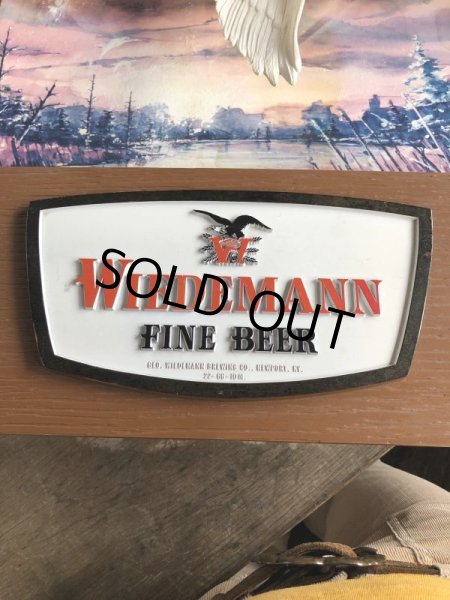 W
WIEDEMANN
SOLD OUT
FINE BEER
GEO. WIEDEMANN BREWING CO., NEWPORT, KY.